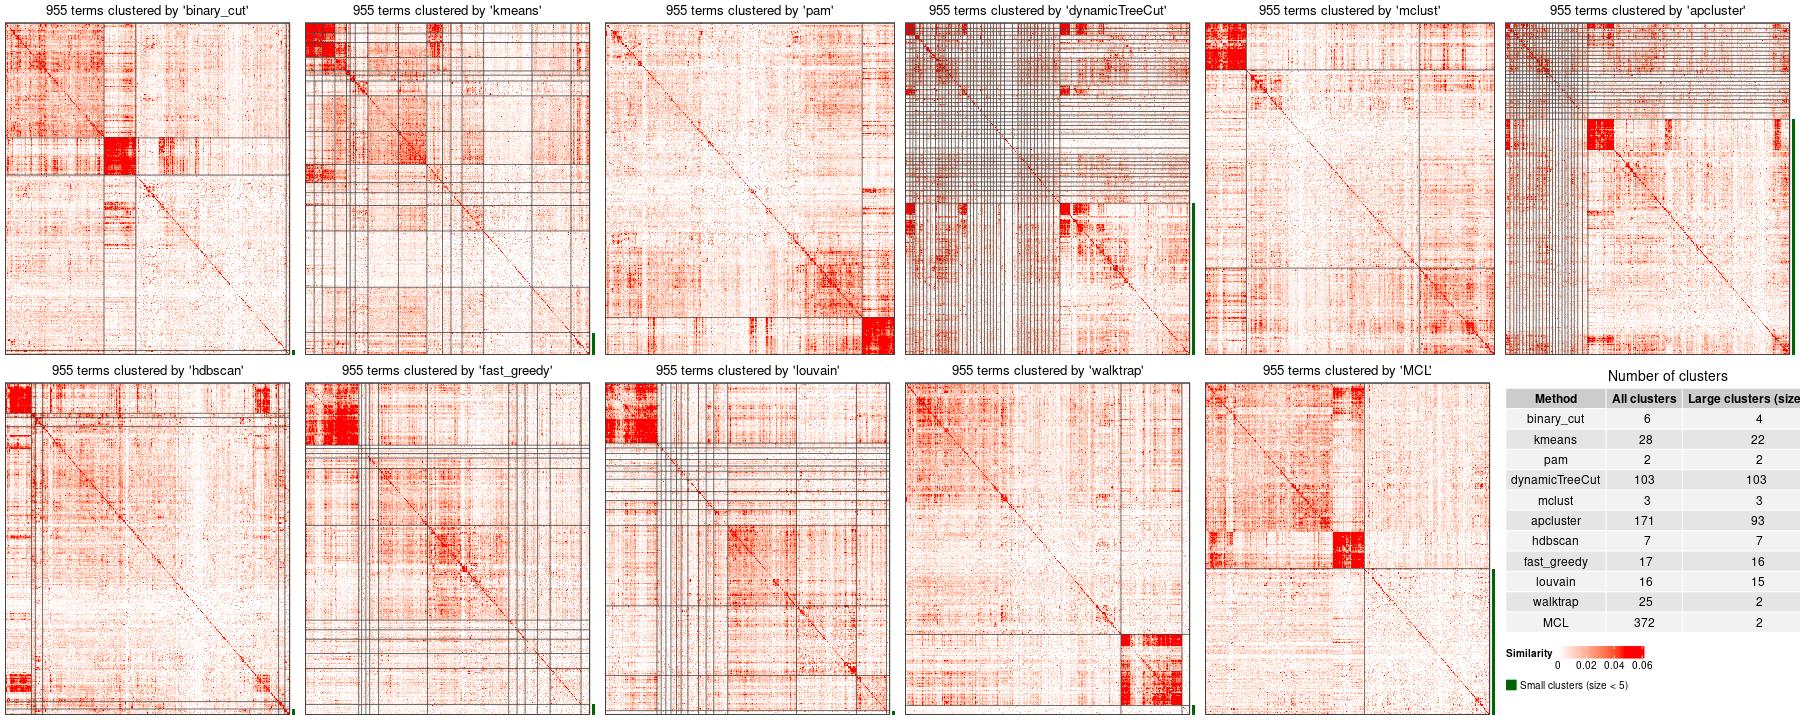 955 terms clustered by 'binary_cut'
955 terms clustered by 'kmeans'
955 terms clustered by 'pam'
955 terms clustered by 'dynamicTreeCut'
955 terms clustered by 'mclust'
955 terms clustered by 'apcluster'
955 terms clustered by 'hdbscan'
955 terms clustered by 'fast_greedy'
955 terms clustered by 'louvain'
955 terms clustered by 'walktrap'
955 terms clustered by 'MCL'
Number of clusters
Method All clusters Large clusters (size
binary_cut 6 4
kmeans 28 22
pam 2 2
dynamicTreeCut 103 103
mclust 3 3
apcluster 171 93
hdbscan 7 7
fast_greedy 17 16
louvain 16 15
walktrap 25 2
MCL 372 2
Similarity
0 0.02 0.04 0.06
Small clusters (size < 5)